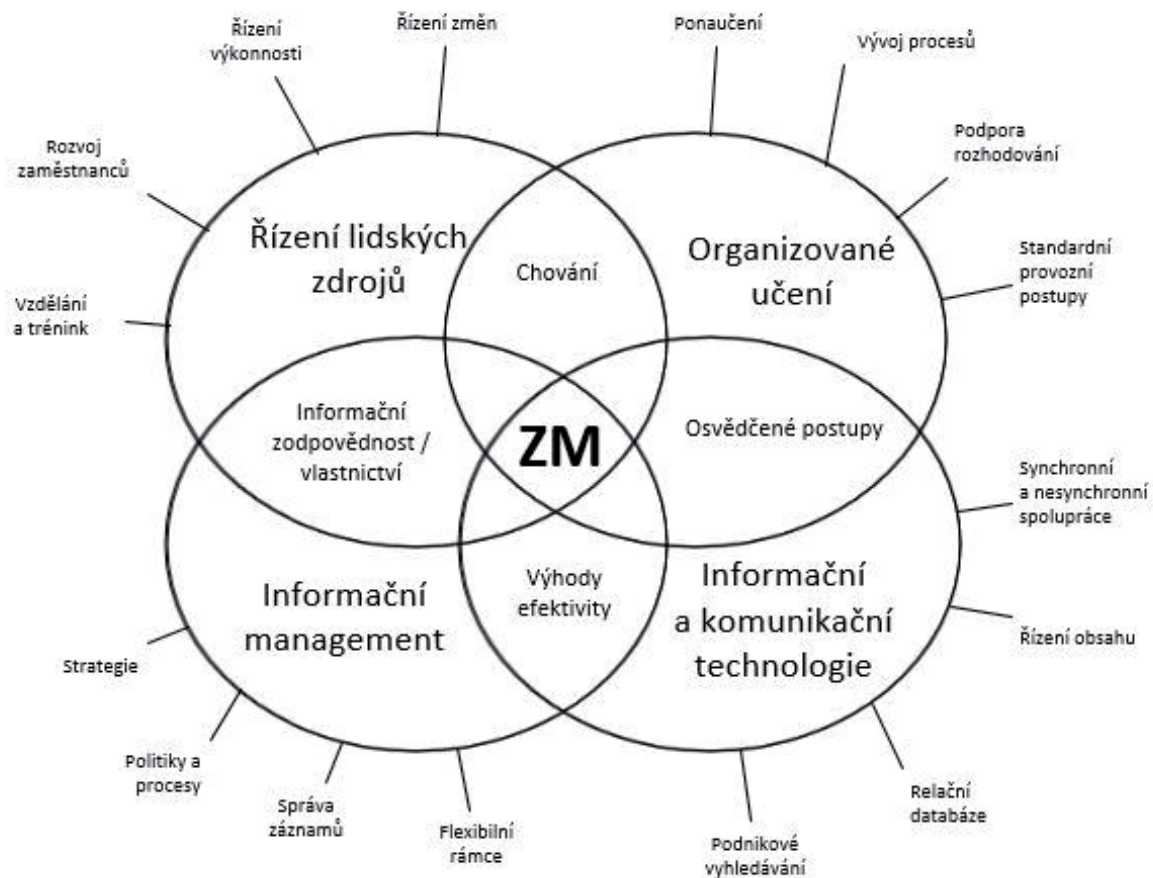 Řízení
výkonnosti
Řízení změn
Ponaučení
Vývoj procesů
Rozvoj
zaměstnanců
Podpora
rozhodování
Řízení lidských
zdrojů
Chování
Organizované
učení
Standardní
provozní
postupy
Vzdělání
a trénink
Informační
zodpovědnost /
vlastnictví
ZM
Osvědčené postupy
Synchronní
a nesynchronní
spolupráce
Informační
management
Výhody
efektivity
Informační
a komunikační
technologie
Řízení obsahu
Strategie
Politiky a
procesy
Správa
záznamů
Flexibilní
rámce
Podnikové
vyhledávání
Relační
databáze